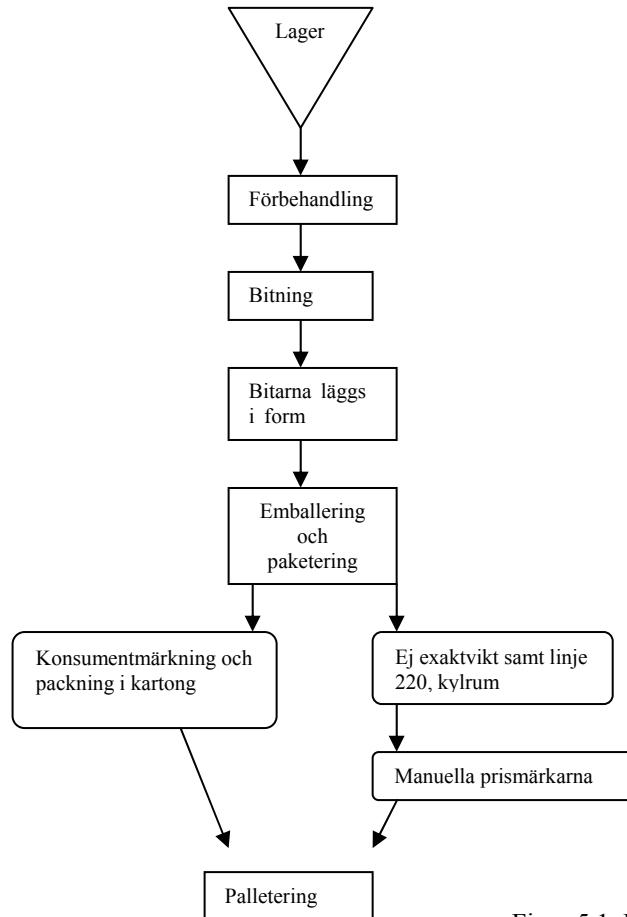 Lager
Förbehandling
Bitning
Bitarna läggs
i form
Emballering
och
paketering
Konsumentmärkning och
packning i kartong
Ej exaktvikt samt linje
220, kylrum
Manuella prismärkarna
Palletering